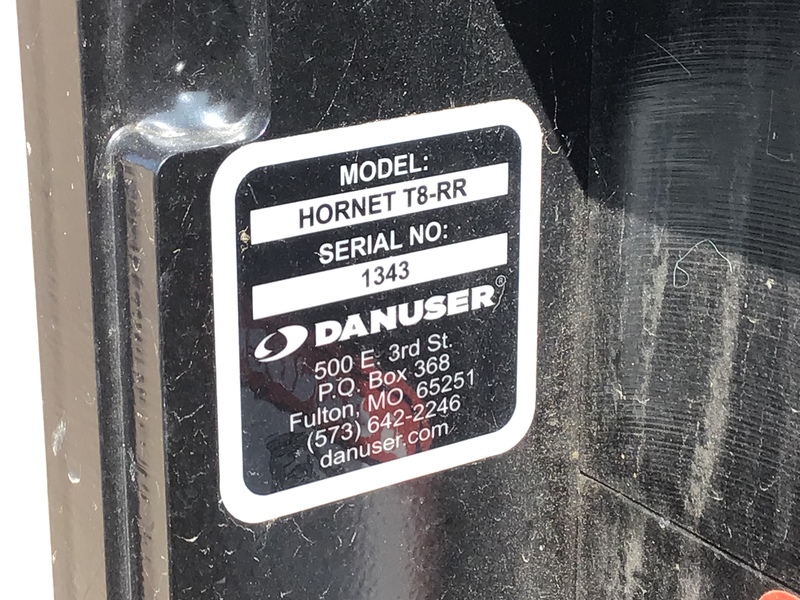 MODEL:
HORNET T8-RR
SERIAL NO:
1343
DANUSER®
500 E. 3rd St.
P.O. Box 368
Fulton, MO 65251
(573) 642-2246
danuser.com